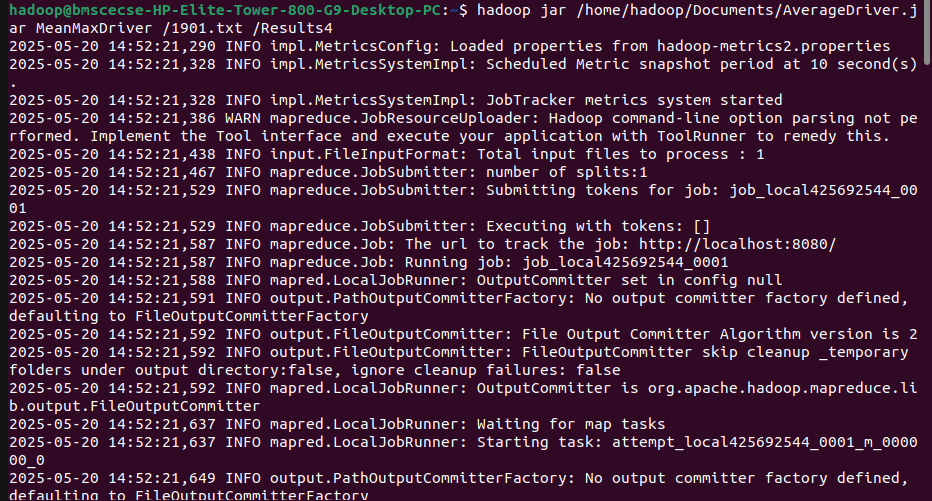 hadoop@bmscecse-HP-Elite-Tower-800-G9-Desktop-PC:~$ hadoop jar /home/hadoop/Documents/AverageDriver.j
ar MeanMaxDriver /1901.txt /Results4
2025-05-20 14:52:21,290 INFO impl.MetricsConfig: Loaded properties from hadoop-metrics2.properties
2025-05-20 14:52:21,328 INFO impl.MetricsSystemImpl: Scheduled Metric snapshot period at 10 second(s)
.
2025-05-20 14:52:21,328 INFO impl.MetricsSystemImpl: JobTracker metrics system started
2025-05-20 14:52:21,386 WARN mapreduce.JobResourceUploader: Hadoop command-line option parsing not pe
rformed. Implement the Tool interface and execute your application with ToolRunner to remedy this.
2025-05-20 14:52:21,438 INFO input.FileInputFormat: Total input files to process : 1
2025-05-20 14:52:21,467 INFO mapreduce.JobSubmitter: number of splits:1
2025-05-20 14:52:21,529 INFO mapreduce.JobSubmitter: Submitting tokens for job: job_local425692544_00
01
2025-05-20 14:52:21,529 INFO mapreduce.JobSubmitter: Executing with tokens: []
2025-05-20 14:52:21,587 INFO mapreduce.Job: The url to track the job: http://localhost:8080/
2025-05-20 14:52:21,587 INFO mapreduce.Job: Running job: job_local425692544_0001
2025-05-20 14:52:21,588 INFO mapred.LocalJobRunner: OutputCommitter set in config null
2025-05-20 14:52:21,591 INFO output.PathOutputCommitterFactory: No output committer factory defined,
defaulting to FileOutputCommitterFactory
2025-05-20 14:52:21,592 INFO output.FileOutputCommitter: File Output Committer Algorithm version is 2
2025-05-20 14:52:21,592 INFO output.FileOutputCommitter: FileOutputCommitter skip cleanup _temporary
folders under output directory:false, ignore cleanup failures: false
2025-05-20 14:52:21,592 INFO mapred.LocalJobRunner: OutputCommitter is org.apache.hadoop.mapreduce.li
b.output.FileOutputCommitter
2025-05-20 14:52:21,637 INFO mapred.LocalJobRunner: Waiting for map tasks
2025-05-20 14:52:21,637 INFO mapred.LocalJobRunner: Starting task: attempt_local425692544_0001_m_0000
00_0
2025-05-20 14:52:21,649 INFO output.PathOutputCommitterFactory: No output committer factory defined,
defaulting to FileOutputCommitterFactory